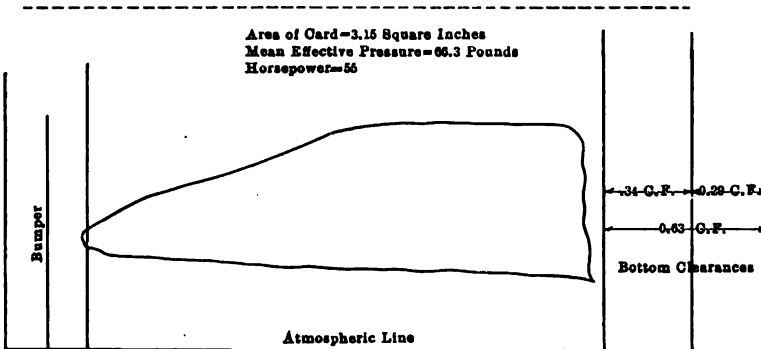 Area of Card=3.15 Square Inches
Mean Effective Pressure=66.3 Pounds
Horsepower=55
Bumper
.34 C.F. 0.29 C.F.
0.63 C.F.
Bottom Clearances
Atmospheric Line